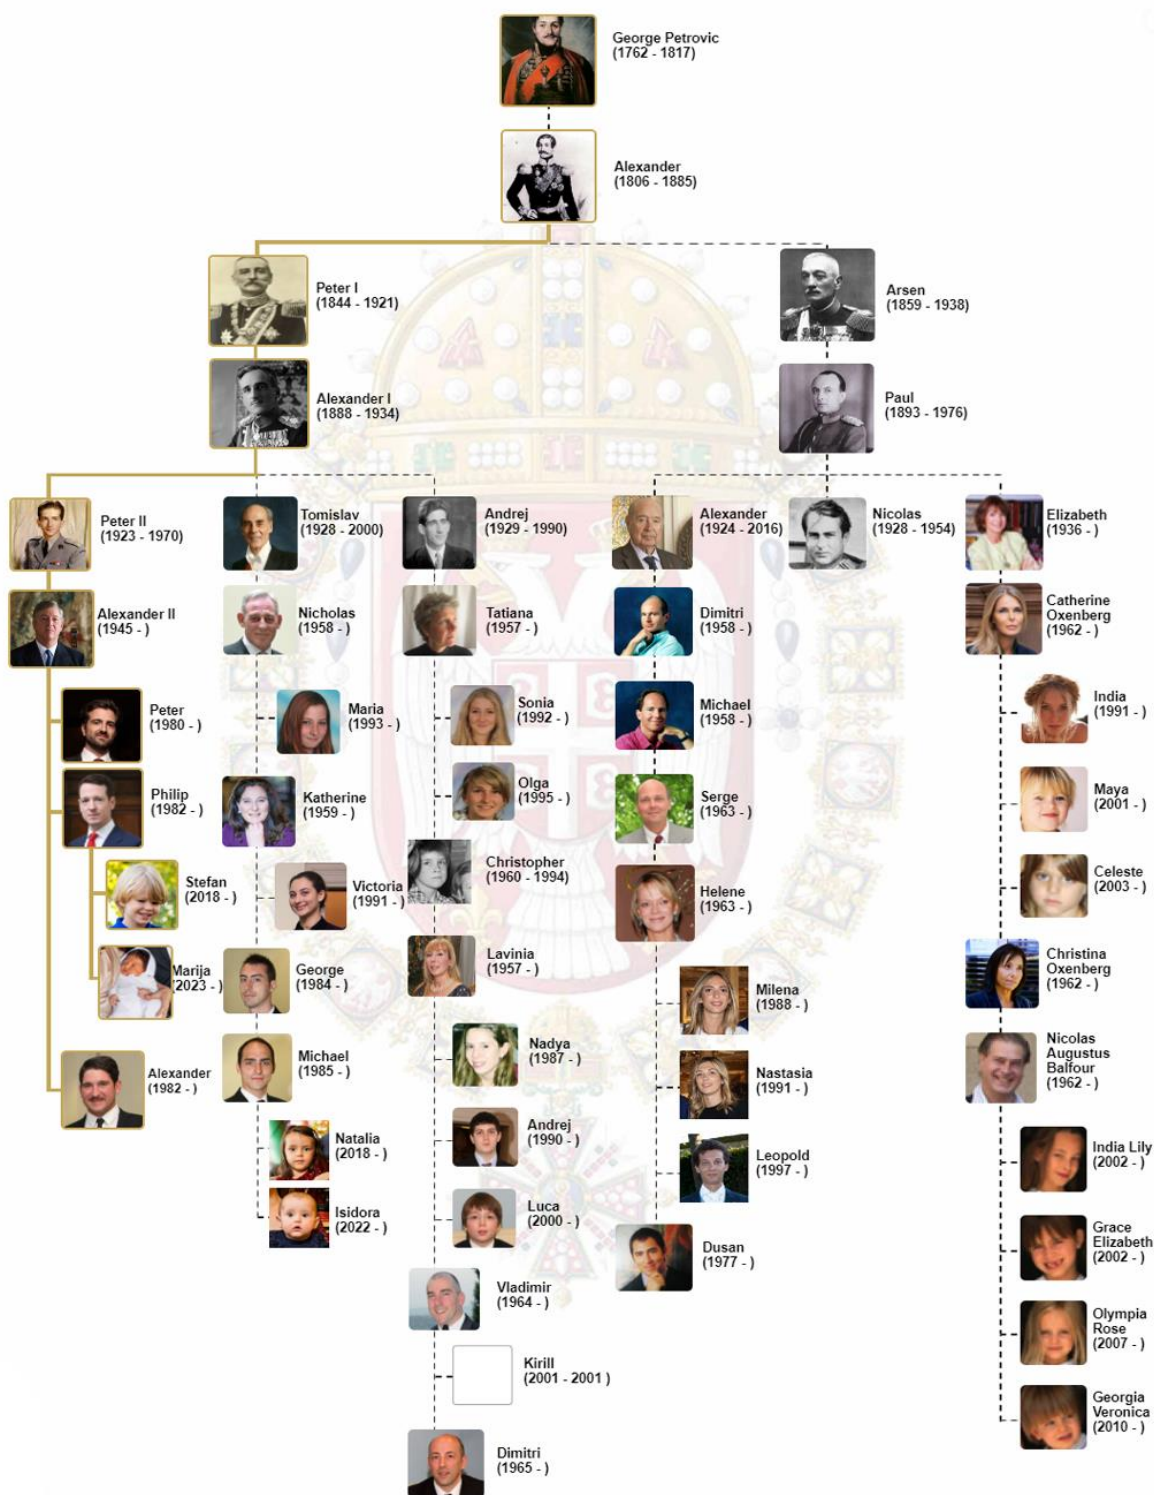 George Petrovic
(1762 - 1817)
Alexander
(1806 - 1885)
Peter I
(1844 - 1921)
Arsen
(1859 - 1938)
Alexander I
(1888 - 1934)
Paul
(1893 - 1976)
Peter II
(1923 - 1970)
Tomislav
(1928 - 2000)
Andrej
(1929 - 1990)
Alexander
(1924 - 2016)
Nicolas
(1928 - 1954)
Elizabeth
(1936 - )
Alexander II
(1945 - )
Nicholas
(1958 - )
Tatiana
(1957 - )
Dimitri
(1958 - )
Catherine
Oxenberg
(1962 - )
Peter
(1980 - )
Maria
(1993 - )
Sonia
(1992 - )
Michael
(1958 - )
India
(1991 - )
Philip
(1982 - )
Katherine
(1959 - )
Olga
(1995 - )
Serge
(1963 - )
Maya
(2001 - )
Stefan
(2018 - )
Victoria
(1991 - )
Christopher
(1960 - 1994)
Helene
(1963 - )
Celeste
(2003 - )
Marija
(2023 - )
George
(1984 - )
Lavinia
(1957 - )
Milena
(1988 - )
Christina
Oxenberg
(1962 - )
Alexander
(1982 - )
Michael
(1985 - )
Nadya
(1987 - )
Nastasia
(1991 - )
Nicolas
Augustus
Balfour
(1962 - )
Natalia
(2018 - )
Andrej
(1990 - )
Leopold
(1997 - )
India Lily
(2002 - )
Isidora
(2022 - )
Luca
(2000 - )
Dusan
(1977 - )
Grace
Elizabeth
(2002 - )
Vladimir
(1964 - )
Olympia
Rose
(2007 - )
Kirill
(2001 - 2001 )
Georgia
Veronica
(2010 - )
Dimitri
(1965 - )